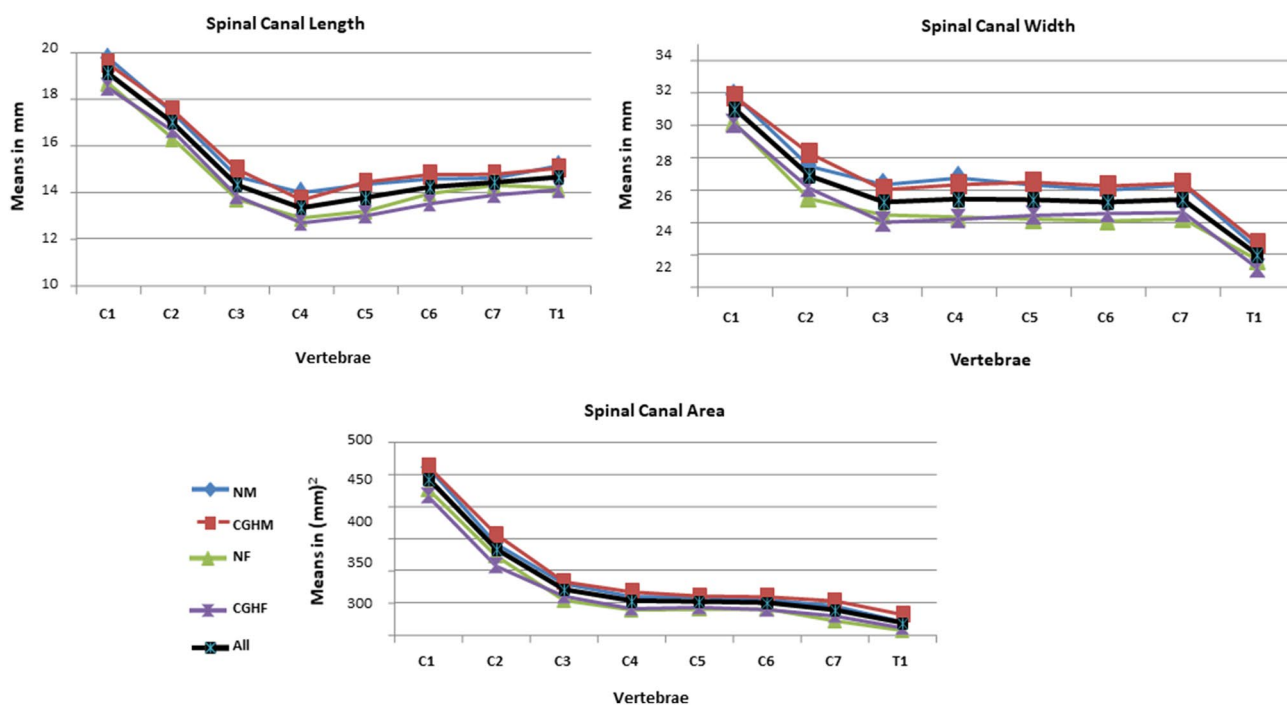 Spinal Canal Length
Means in mm
20
18
16
14
12
10
C1 C2 C3 C4 C5 C6 C7 T1
Vertebrae
Spinal Canal Width
Means in mm
34
32
30
28
26
24
22
C1 C2 C3 C4 C5 C6 C7 T1
Vertebrae
Spinal Canal Area
NM
CGHM
NF
CGHF
All
Means in (mm)²
500
450
400
350
300
C1 C2 C3 C4 C5 C6 C7 T1
Vertebrae